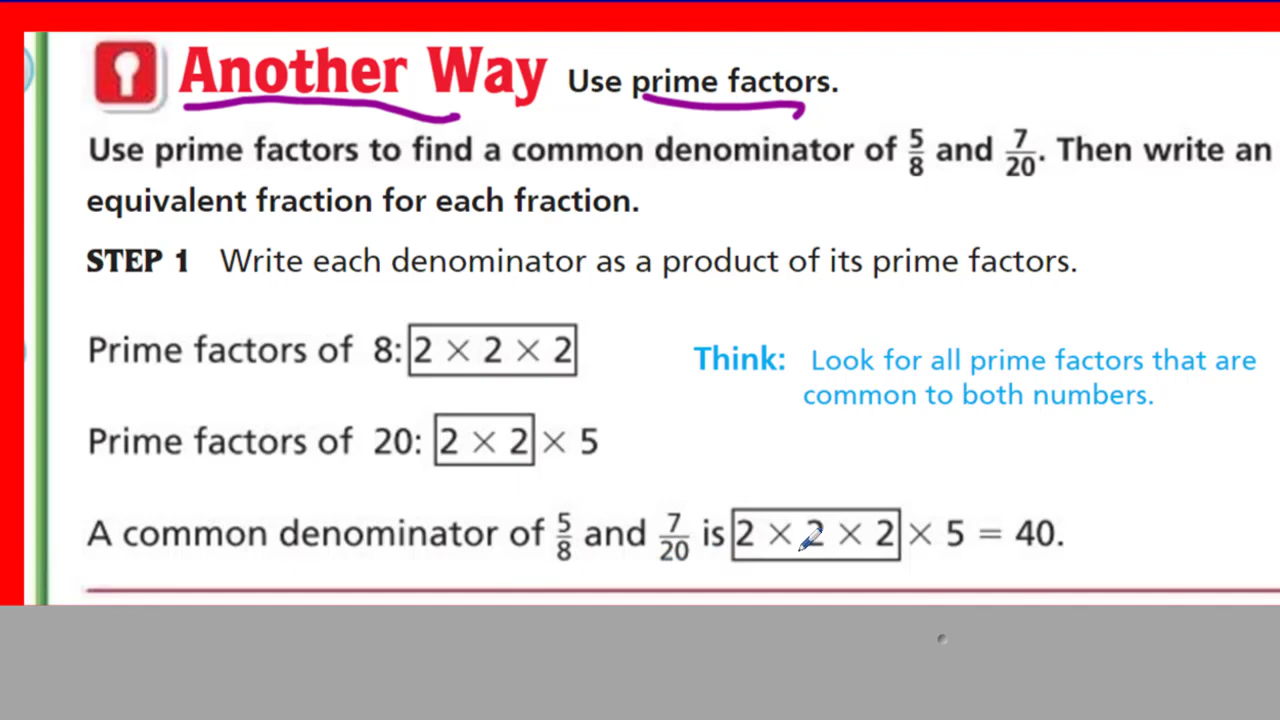 Another Way Use prime factors.
Use prime factors to find a common denominator of 5/8 and 7/20. Then write an
equivalent fraction for each fraction.
STEP 1 Write each denominator as a product of its prime factors.
Prime factors of 8: 2 × 2 × 2
Think: Look for all prime factors that are
common to both numbers.
Prime factors of 20: 2 × 2 × 5
A common denominator of 5/8 and 7/20 is 2 × 2 × 2 × 5 = 40.